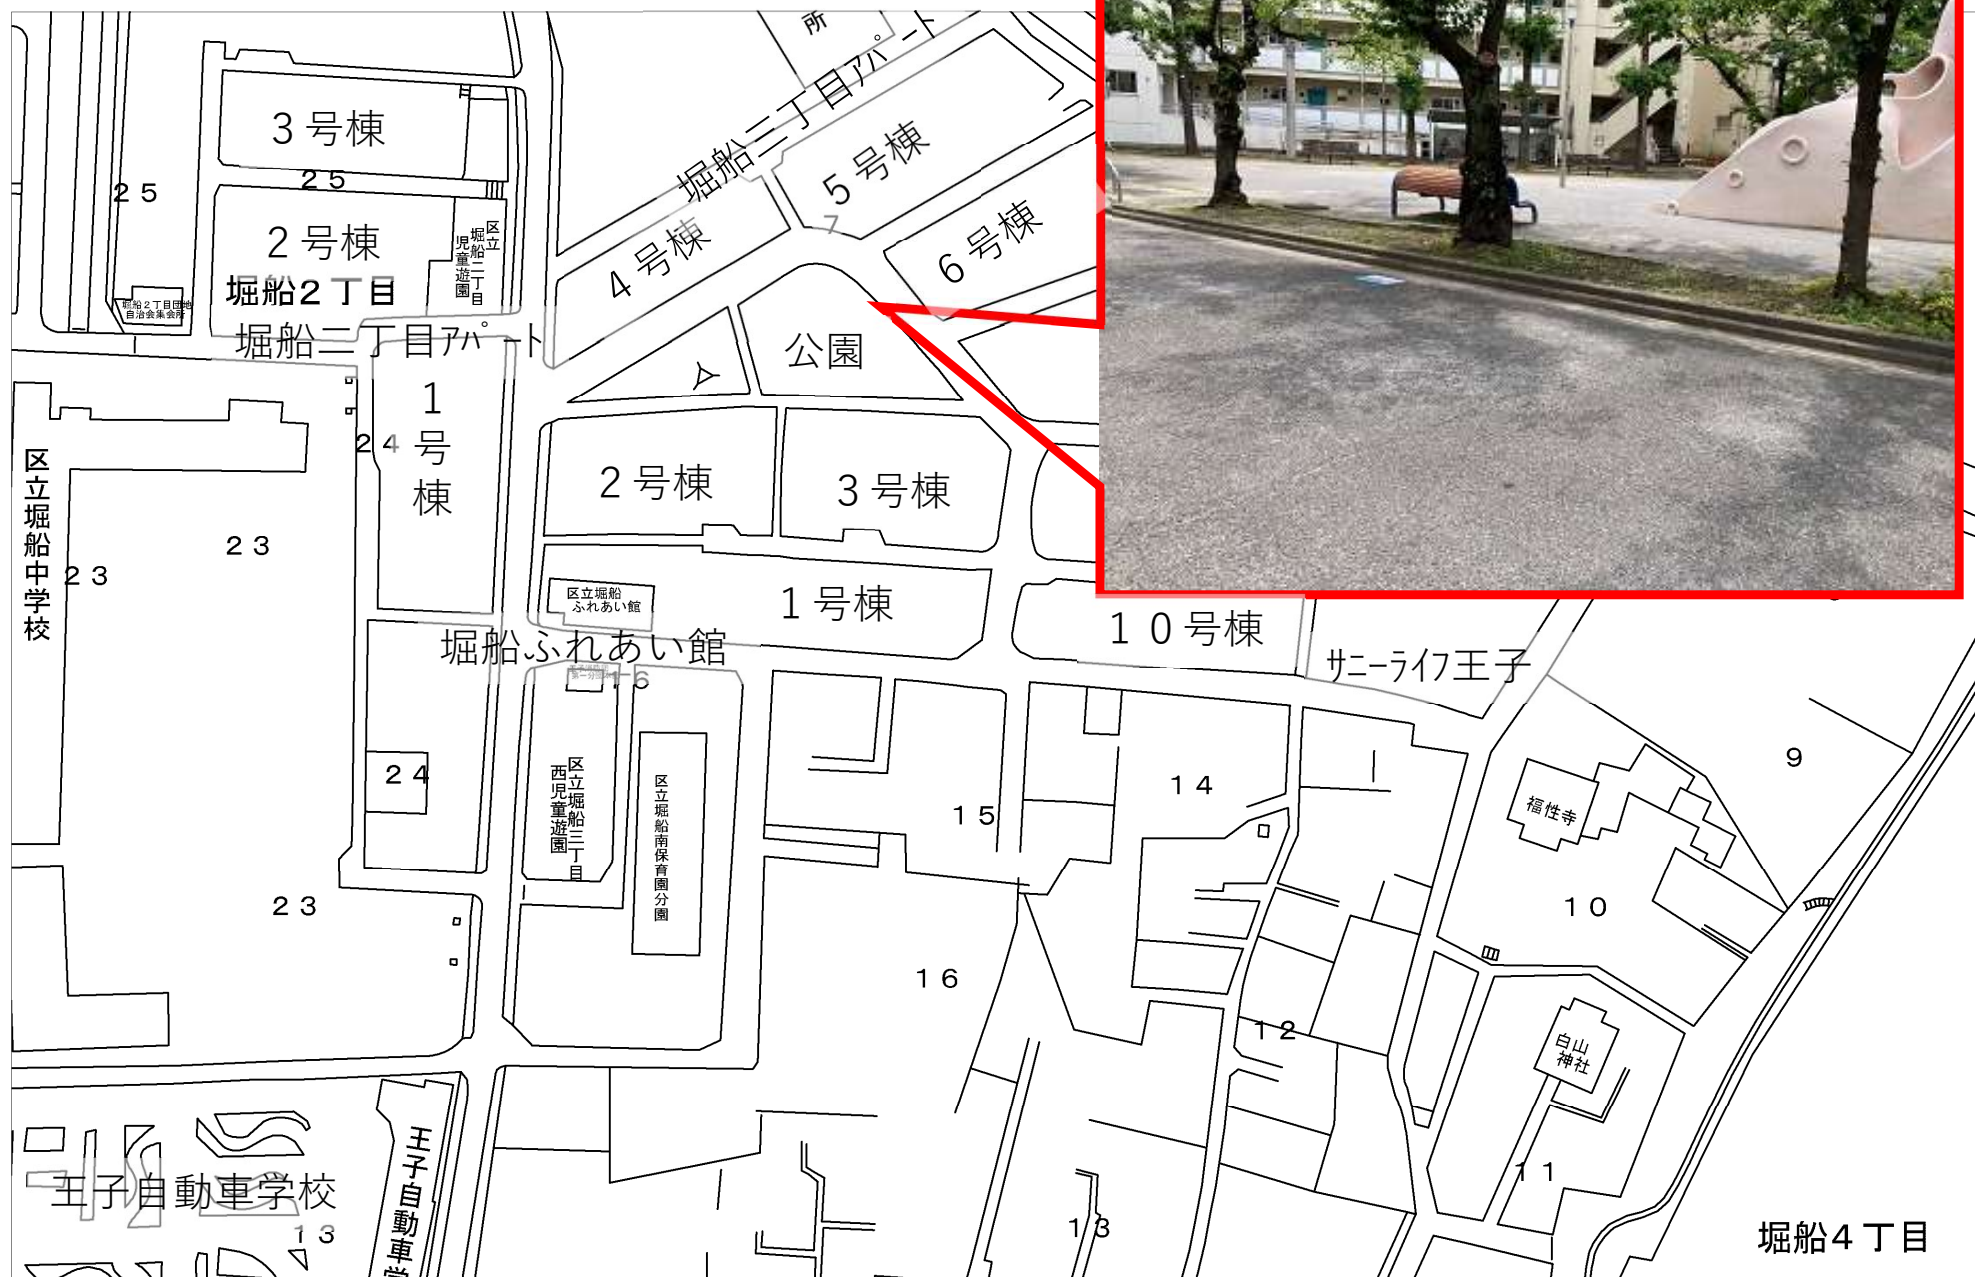 所
堀船二丁目ｱﾊﾟｰﾄ
３号棟
２５
２５
５号棟
７
４号棟
６号棟
２号棟
区立
堀船二丁目
児童遊園
堀船２丁目
堀船２丁目団地
自治会集会所
堀船二丁目ｱﾊﾟｰﾄ
公園
１号棟
２４
区立堀船中学校
２号棟
３号棟
２３
２３
区立堀船
ふれあい館
１号棟
１０号棟
堀船ふれあい館
ｻﾆｰﾗｲﾌ王子
１６
２４
区立堀船三丁目
西児童遊園
区立堀船南保育園分園
１５
１４
９
福性寺
１０
２３
１６
１２
白山
神社
１１
王子自動車学校
１３
王子自動車学
１３
堀船４丁目